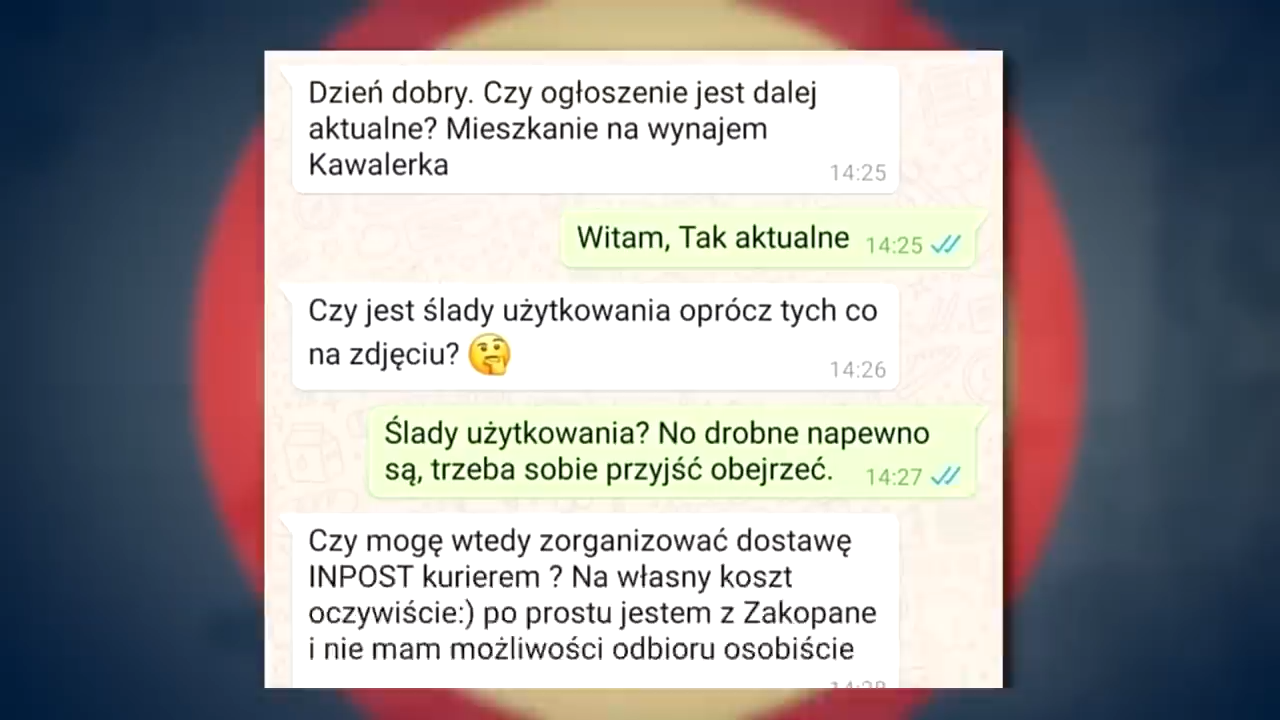 Dzień dobry. Czy ogłoszenie jest dalej
aktualne? Mieszkanie na wynajem
Kawalerka
14:25
Witam, Tak aktualne 14:25
Czy jest ślady użytkowania oprócz tych co
na zdjęciu? 🤔
14:26
Ślady użytkowania? No drobne napewno
są, trzeba sobie przyjść obejrzeć. 14:27
Czy mogę wtedy zorganizować dostawę
INPOST kurierem ? Na własny koszt
oczywiście:) po prostu jestem z Zakopane
i nie mam możliwości odbioru osobiście